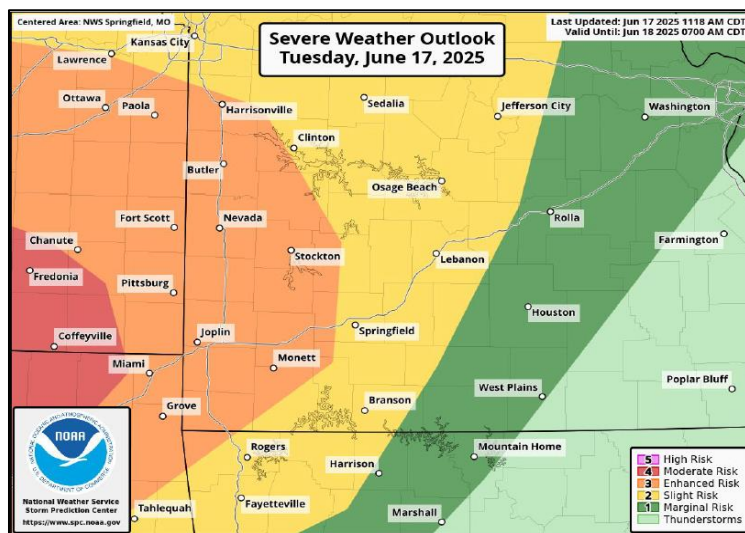 Centered Area: NWS Springfield, MO
Last Updated: Jun 17 2025 1118 AM CDT
Valid Until: Jun 18 2025 0700 AM CDT
Severe Weather Outlook
Tuesday, June 17, 2025
Kansas City
Lawrence
Ottawa
Paola
Harrisonville
Sedalia
Jefferson City
Washington
Clinton
Butler
Osage Beach
Fort Scott
Nevada
Rolla
Farmington
Chanute
Stockton
Lebanon
Fredonia
Pittsburg
Houston
Coffeyville
Joplin
Springfield
Miami
Monett
West Plains
Poplar Bluff
Grove
Branson
Rogers
Harrison
Mountain Home
Tahlequah
Fayetteville
Marshall
NOAA
National Weather Service
Storm Prediction Center
https://www.spc.noaa.gov
5 High Risk
4 Moderate Risk
3 Enhanced Risk
2 Slight Risk
1 Marginal Risk
Thunderstorms